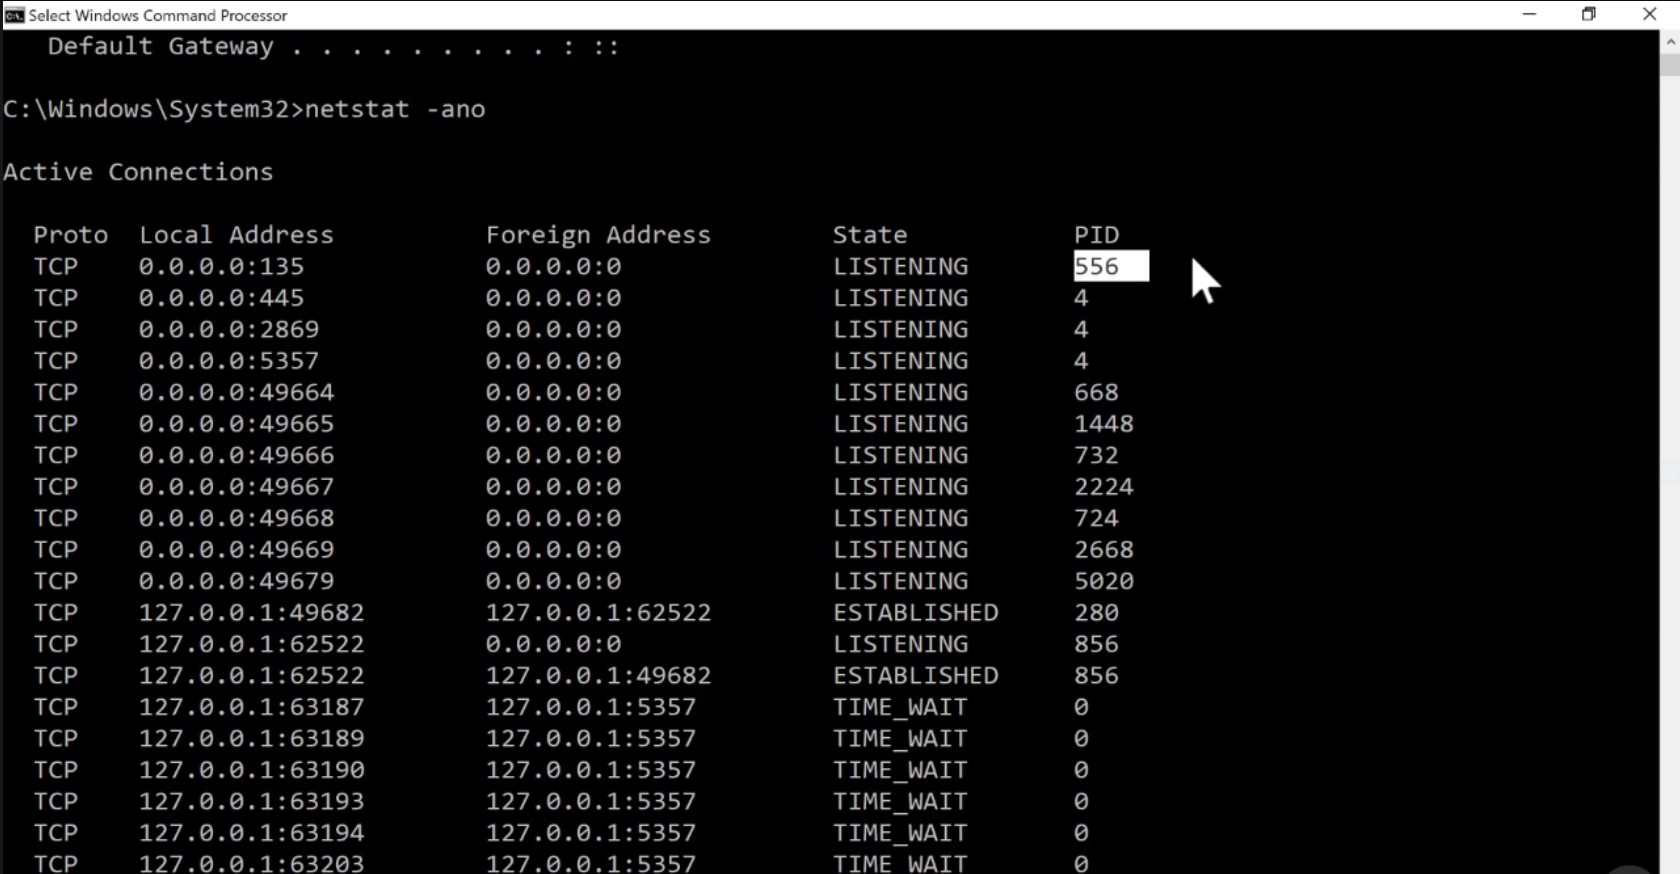 Select Windows Command Processor
Default Gateway . . . . . . . . . : ::
C:\Windows\System32>netstat -ano
Active Connections
Proto Local Address Foreign Address State PID
TCP 0.0.0.0:135 0.0.0.0:0 LISTENING 556
TCP 0.0.0.0:445 0.0.0.0:0 LISTENING 4
TCP 0.0.0.0:2869 0.0.0.0:0 LISTENING 4
TCP 0.0.0.0:5357 0.0.0.0:0 LISTENING 4
TCP 0.0.0.0:49664 0.0.0.0:0 LISTENING 668
TCP 0.0.0.0:49665 0.0.0.0:0 LISTENING 1448
TCP 0.0.0.0:49666 0.0.0.0:0 LISTENING 732
TCP 0.0.0.0:49667 0.0.0.0:0 LISTENING 2224
TCP 0.0.0.0:49668 0.0.0.0:0 LISTENING 724
TCP 0.0.0.0:49669 0.0.0.0:0 LISTENING 2668
TCP 0.0.0.0:49679 0.0.0.0:0 LISTENING 5020
TCP 127.0.0.1:49682 127.0.0.1:62522 ESTABLISHED 280
TCP 127.0.0.1:62522 0.0.0.0:0 LISTENING 856
TCP 127.0.0.1:62522 127.0.0.1:49682 ESTABLISHED 856
TCP 127.0.0.1:63187 127.0.0.1:5357 TIME_WAIT 0
TCP 127.0.0.1:63189 127.0.0.1:5357 TIME_WAIT 0
TCP 127.0.0.1:63190 127.0.0.1:5357 TIME_WAIT 0
TCP 127.0.0.1:63193 127.0.0.1:5357 TIME_WAIT 0
TCP 127.0.0.1:63194 127.0.0.1:5357 TIME_WAIT 0
TCP 127.0.0.1:63203 127.0.0.1:5357 TIME_WAIT 0